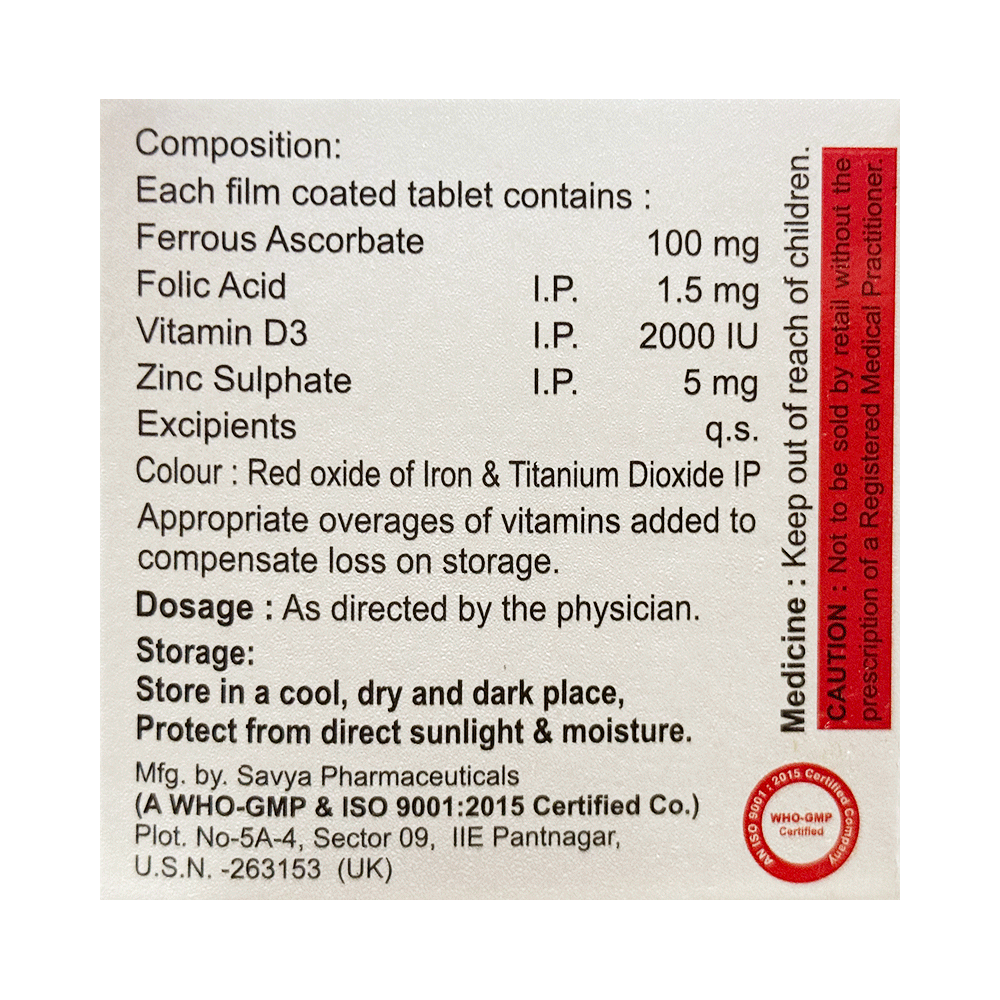 Composition:
Each film coated tablet contains :
Ferrous Ascorbate 100 mg
Folic Acid I.P. 1.5 mg
Vitamin D3 I.P. 2000 IU
Zinc Sulphate I.P. 5 mg
Excipients q.s.
Colour : Red oxide of Iron & Titanium Dioxide IP
Appropriate overages of vitamins added to
compensate loss on storage.
Dosage : As directed by the physician.
Storage:
Store in a cool, dry and dark place,
Protect from direct sunlight & moisture.
Mfg. by. Savya Pharmaceuticals
(A WHO-GMP & ISO 9001:2015 Certified Co.)
Plot. No-5A-4, Sector 09, IIE Pantnagar,
U.S.N. -263153 (UK)
Medicine : Keep out of reach of children.
CAUTION : Not to be sold by retail without the
prescription of a Registered Medical Practitioner.
AN ISO 9001 : 2015 Certified Company
WHO-GMP
Certified